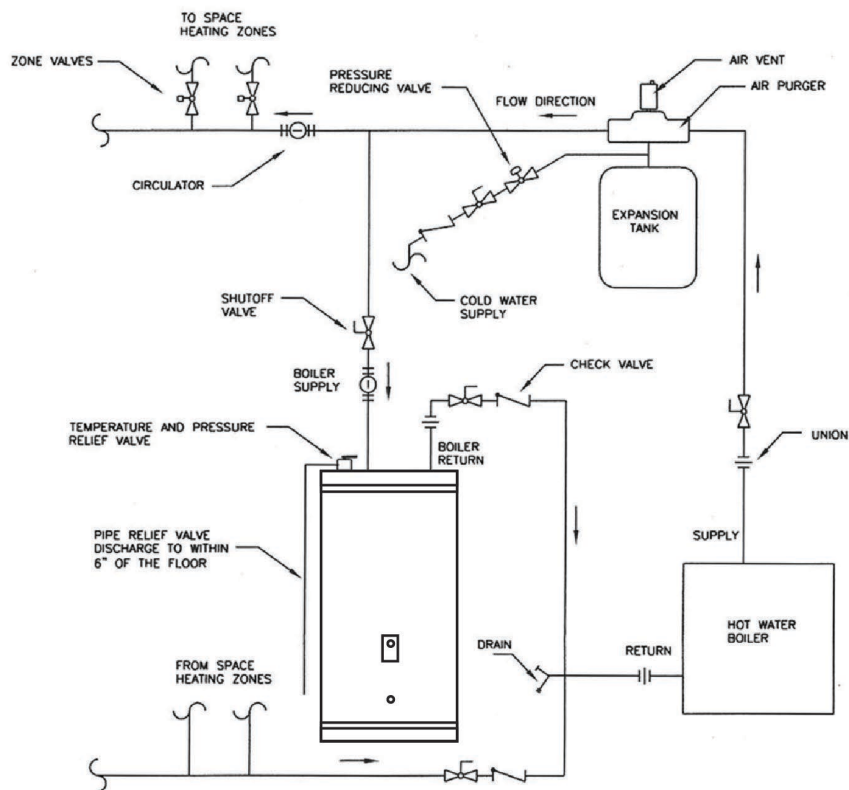 TO SPACE
HEATING ZONES
ZONE VALVES
PRESSURE
REDUCING VALVE
AIR VENT
AIR PURGER
FLOW DIRECTION
CIRCULATOR
EXPANSION
TANK
COLD WATER
SUPPLY
SHUTOFF
VALVE
BOILER
SUPPLY
CHECK VALVE
TEMPERATURE AND PRESSURE
RELIEF VALVE
BOILER
RETURN
UNION
SUPPLY
PIPE RELIEF VALVE
DISCHARGE TO WITHIN
6" OF THE FLOOR
HOT WATER
BOILER
DRAIN
RETURN
FROM SPACE
HEATING ZONES